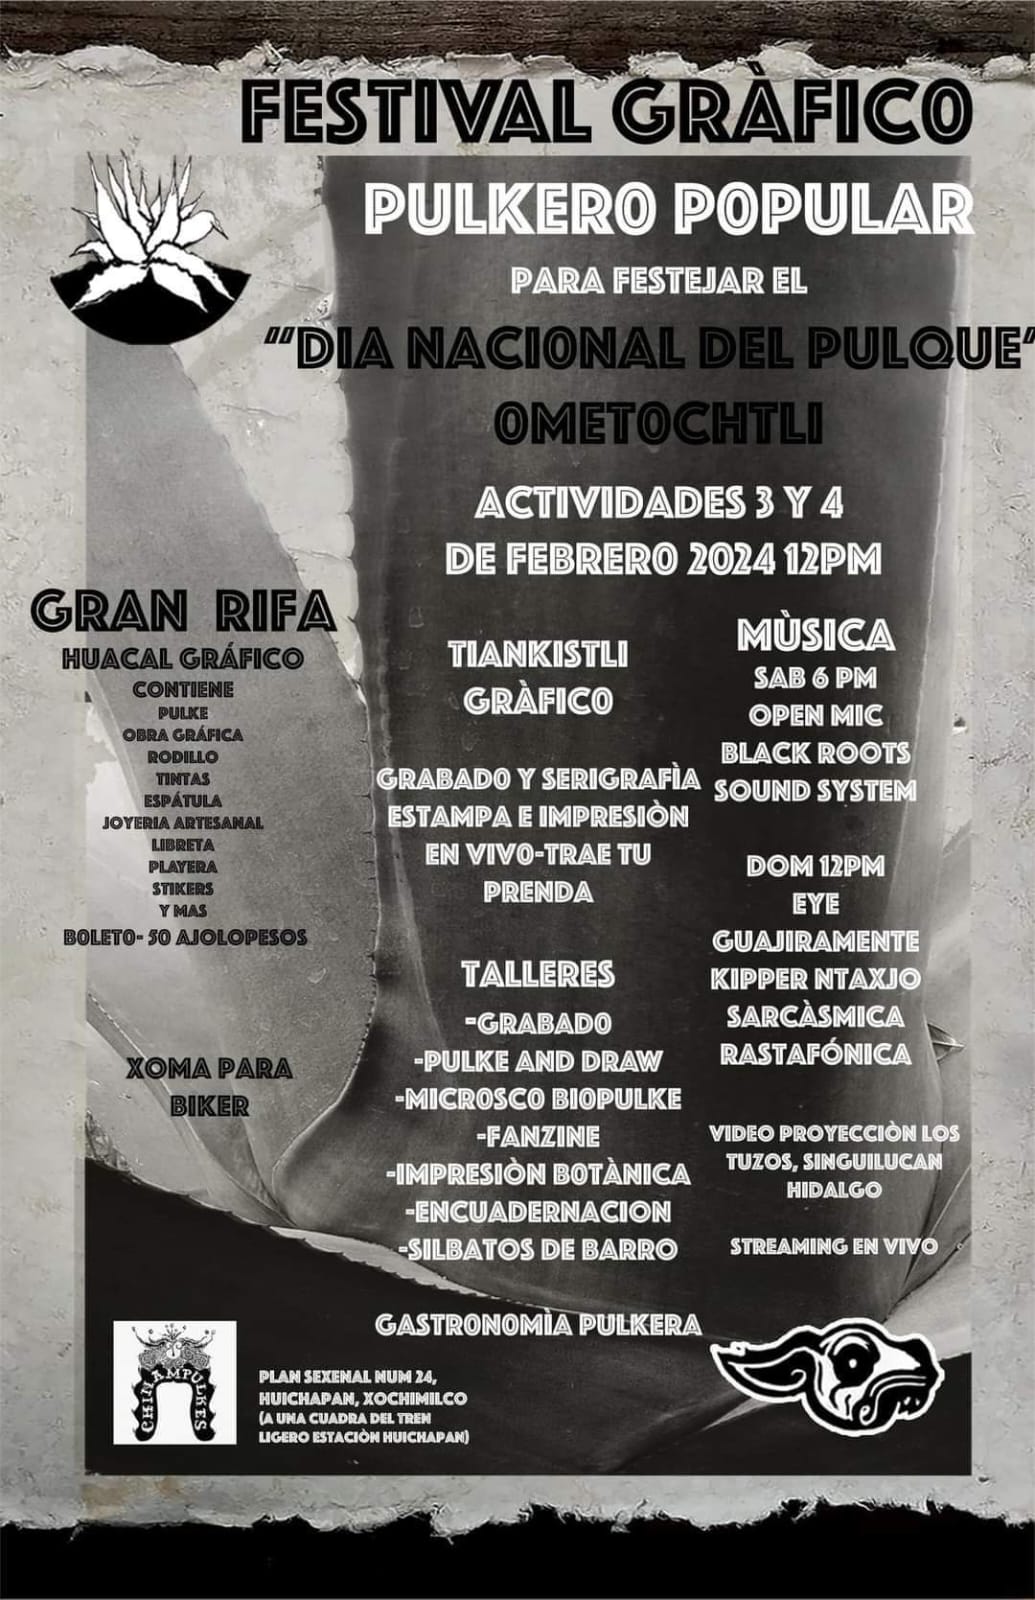 FESTIVAL GRÀFICO
PULKERO POPULAR
PARA FESTEJAR EL
"DIA NACIONAL DEL PULQUE"
OMETOCHTLI
ACTIVIDADES 3 Y 4
DE FEBRERO 2024 12PM
GRAN RIFA
HUACAL GRÁFICO
CONTIENE
PULKE
OBRA GRÁFICA
RODILLO
TINTAS
ESPÁTULA
JOYERIA ARTESANAL
LIBRETA
PLAYERA
STIKERS
Y MAS
BOLETO- 50 AJOLOPESOS
XOMA PARA
BIKER
TIANKISTLI
GRÀFICO
GRABADO Y SERIGRAFÌA
ESTAMPA E IMPRESIÒN
EN VIVO-TRAE TU
PRENDA
TALLERES
-GRABADO
-PULKE AND DRAW
-MICROSCO BIOPULKE
-FANZINE
-IMPRESIÒN BOTÀNICA
-ENCUADERNACION
-SILBATOS DE BARRO
MÙSICA
SAB 6 PM
OPEN MIC
BLACK ROOTS
SOUND SYSTEM
DOM 12PM
EYE
GUAJIRAMENTE
KIPPER NTAXJO
SARCÀSMICA
RASTAFÓNICA
VIDEO PROYECCIÒN LOS
TUZOS, SINGUILUCAN
HIDALGO
STREAMING EN VIVO
GASTRONOMÌA PULKERA
CHINAMPULKES
PLAN SEXENAL NUM 24,
HUICHAPAN, XOCHIMILCO
(A UNA CUADRA DEL TREN
LIGERO ESTACIÒN HUICHAPAN)